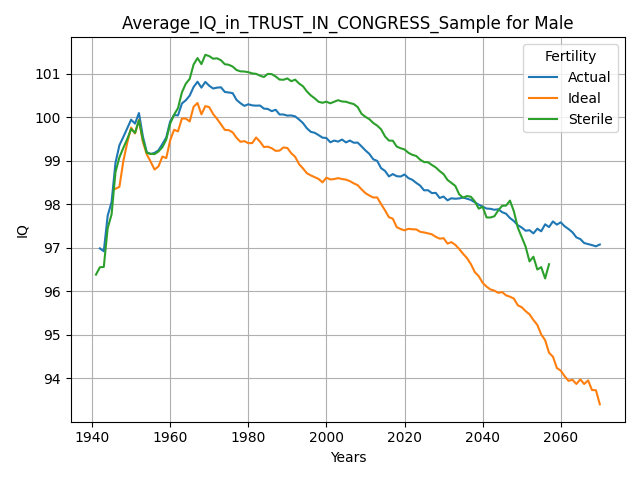 Average_IQ_in_TRUST_IN_CONGRESS_Sample for Male
Fertility
Actual
Ideal
Sterile
IQ
101
100
99
98
97
96
95
94
1940
1960
1980
2000
2020
2040
2060
Years